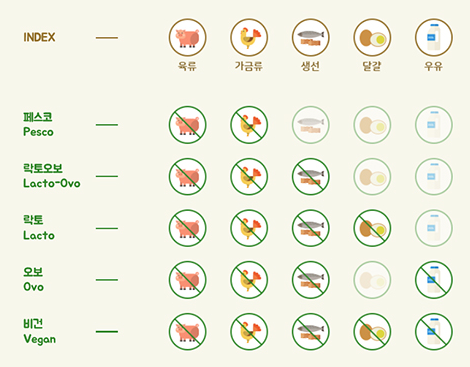 INDEX
육류 가금류 생선 달걀 우유
페스코
Pesco
락토오보
Lacto-Ovo
락토
Lacto
오보
Ovo
비건
Vegan